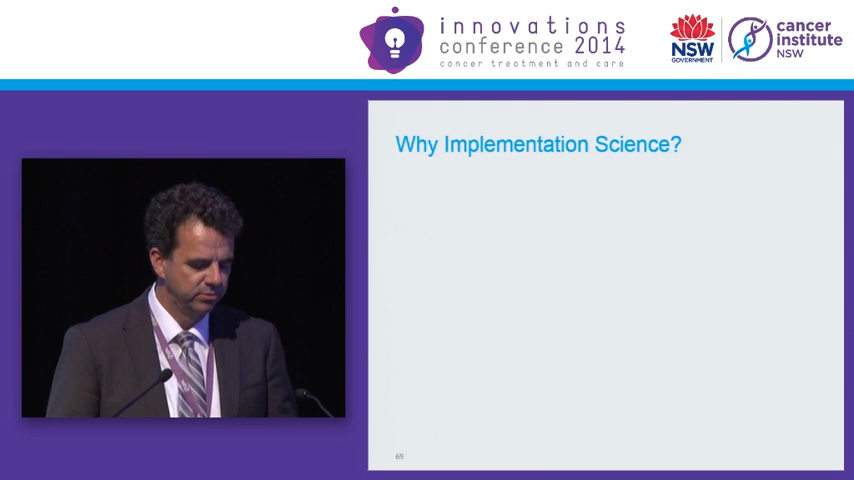 innovations
conference 2014
cancer treatment and care
NSW
GOVERNMENT
cancer
institute
NSW
Why Implementation Science?
69